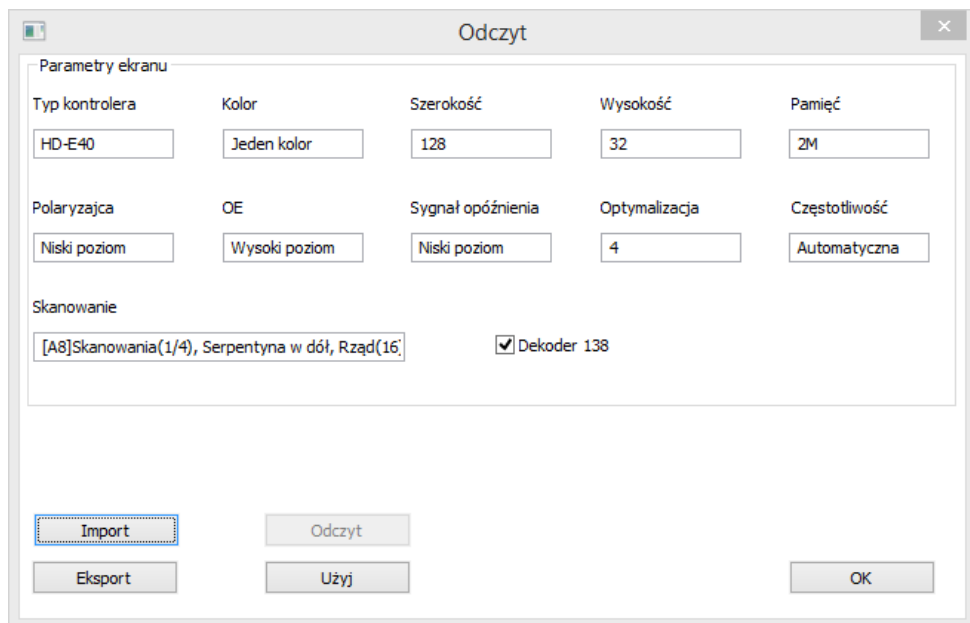 Odczyt
Parametry ekranu
Typ kontrolera Kolor Szerokość Wysokość Pamięć
HD-E40 Jeden kolor 128 32 2M
Polaryzajca OE Sygnał opóźnienia Optymalizacja Częstotliwość
Niski poziom Wysoki poziom Niski poziom 4 Automatyczna
Skanowanie
[A8]Skanowania(1/4), Serpentyna w dół, Rząd(16] Dekoder 138
Import Odczyt
Eksport Użyj OK